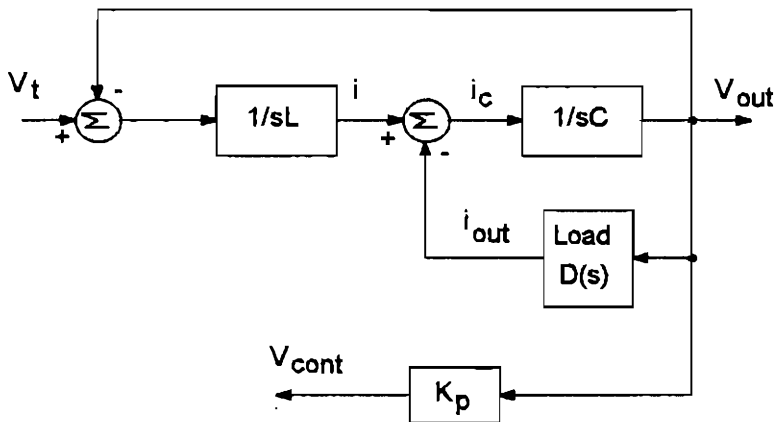 V_t
-
+
Σ
1/sL
i
+
Σ
-
i_c
1/sC
V_out
i_out
Load
D(s)
V_cont
K_p